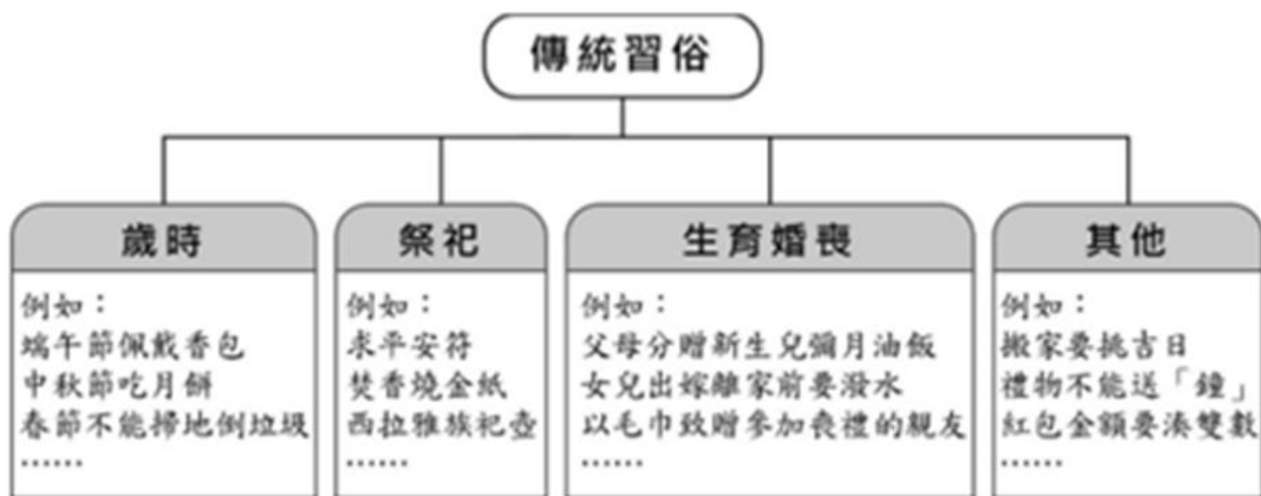 傳統習俗
歲時
例如：
端午節佩戴香包
中秋節吃月餅
春節不能掃地倒垃圾
……
祭祀
例如：
求平安符
焚香燒金紙
西拉雅族祀壺
……
生育婚喪
例如：
父母分贈新生兒彌月油飯
女兒出嫁離家前要潑水
以毛巾致贈參加喪禮的親友
……
其他
例如：
搬家要挑吉日
禮物不能送「鐘」
紅包金額要湊雙數
……